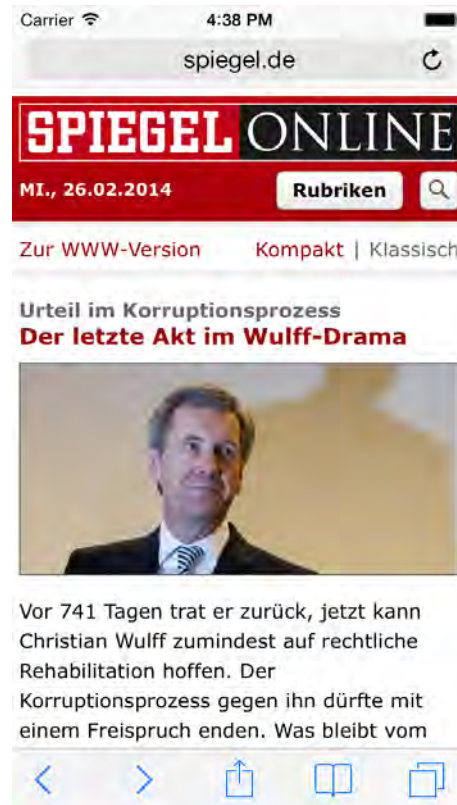 Carrier 4:38 PM
spiegel.de
SPIEGEL ONLINE
MI., 26.02.2014 Rubriken
Zur WWW-Version Kompakt | Klassisch
Urteil im Korruptionsprozess
Der letzte Akt im Wulff-Drama
Vor 741 Tagen trat er zurück, jetzt kann
Christian Wulff zumindest auf rechtliche
Rehabilitation hoffen. Der
Korruptionsprozess gegen ihn dürfte mit
einem Freispruch enden. Was bleibt vom